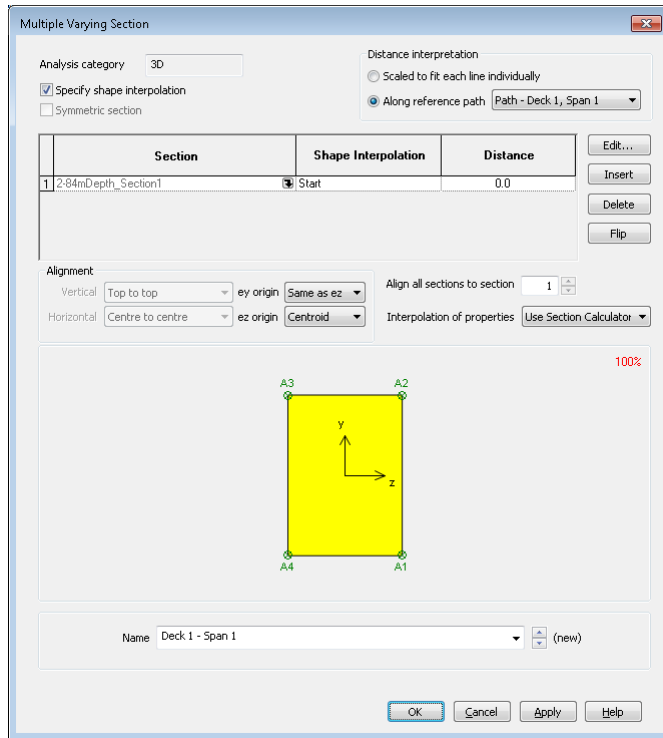 Multiple Varying Section
Analysis category 3D
Specify shape interpolation
Symmetric section
Distance interpretation
Scaled to fit each line individually
Along reference path Path - Deck 1, Span 1
Section Shape Interpolation Distance
1 2-84mDepth_Section1 Start 0.0
Edit...
Insert
Delete
Flip
Alignment
Vertical Top to top ey origin Same as ez
Horizontal Centre to centre ez origin Centroid
Align all sections to section 1
Interpolation of properties Use Section Calculator
100%
A3 A2
y
z
A4 A1
Name Deck 1 - Span 1 (new)
OK Cancel Apply Help